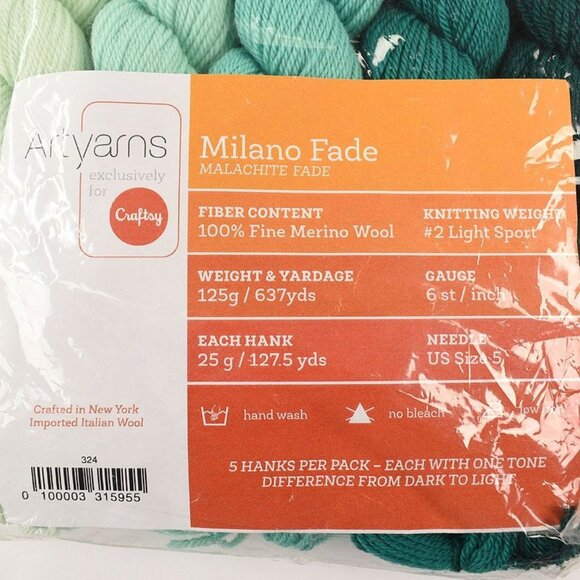 Artyarns
exclusively
for
Craftsy
Milano Fade
MALACHITE FADE
FIBER CONTENT
100% Fine Merino Wool
KNITTING WEIGHT
#2 Light Sport
WEIGHT & YARDAGE
125g / 637yds
GAUGE
6 st / inch
EACH HANK
25 g / 127.5 yds
NEEDLE
US Size 5
hand wash
no bleach
low
5 HANKS PER PACK – EACH WITH ONE TONE
DIFFERENCE FROM DARK TO LIGHT
Crafted in New York
Imported Italian Wool
324
0 100003 315955